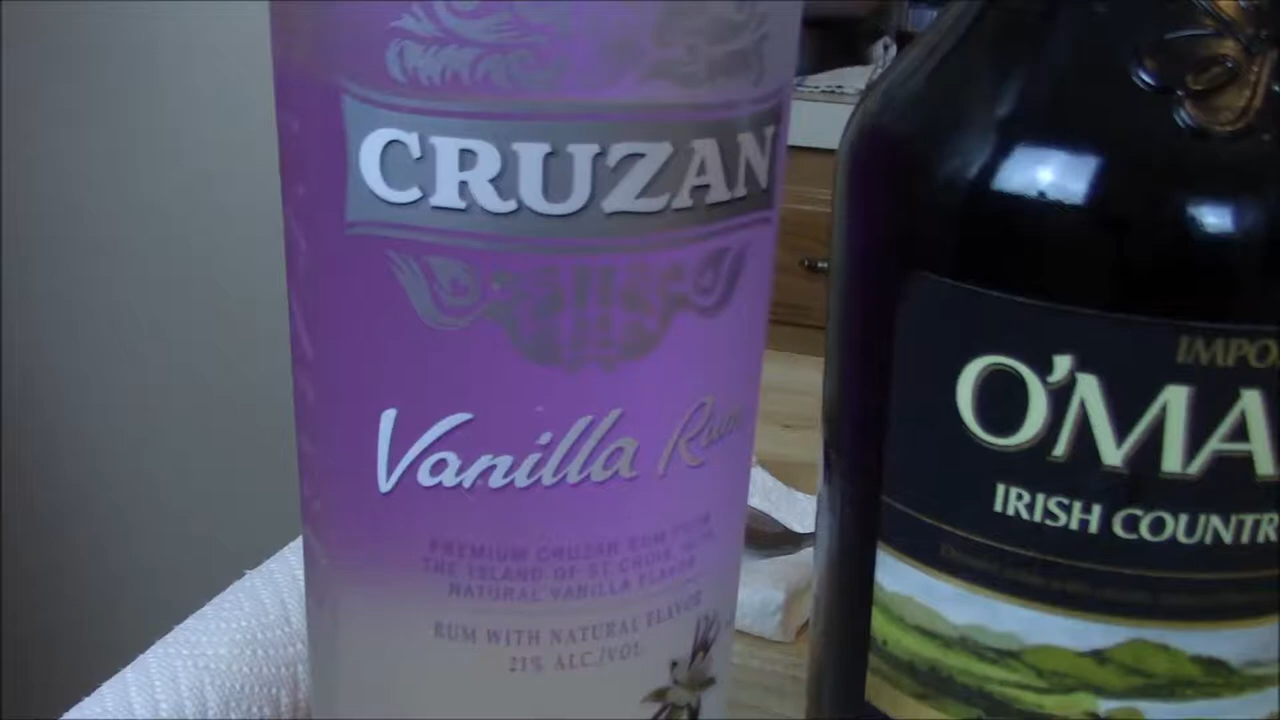 CRUZAN
Vanilla Rum
PREMIUM CRUZAN RUM FROM
THE ISLAND OF ST. CROIX,
NATURAL VANILLA FLAVOR
RUM WITH NATURAL FLAVOR
21% ALC./VOL
IMPO
O'MA
IRISH COUNTR